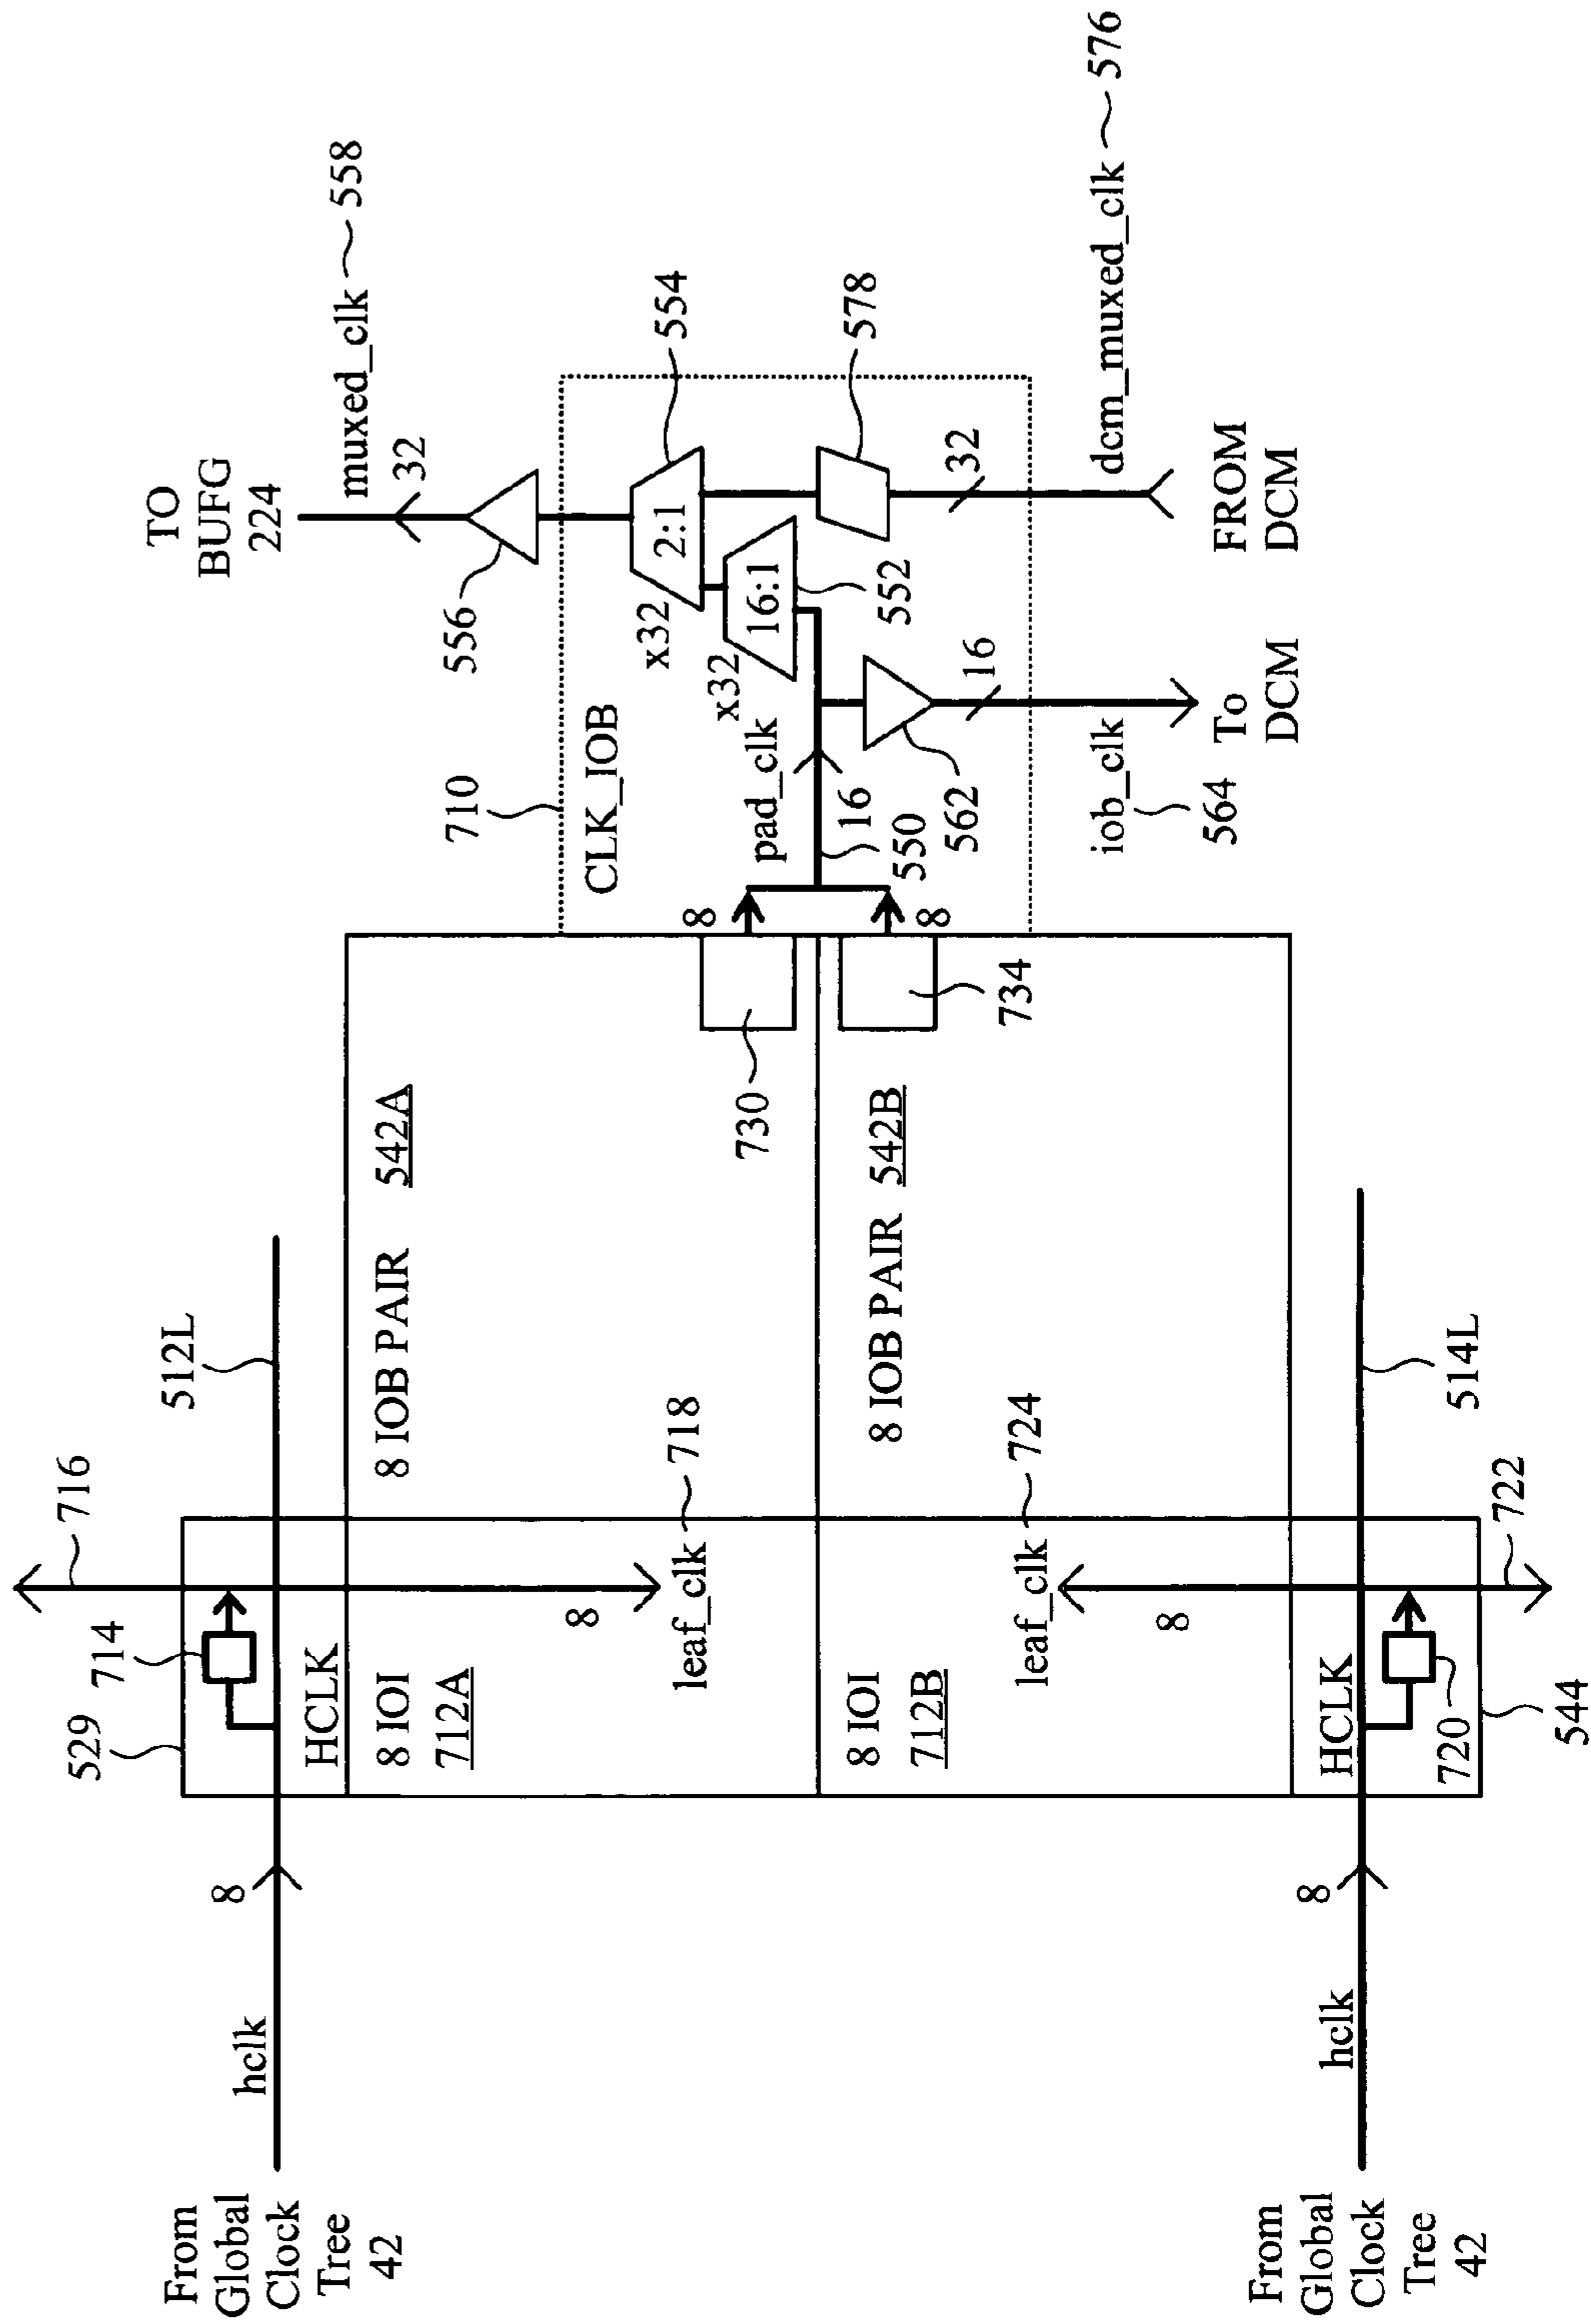 From
Global
Clock
Tree
42
hclk
8
529
714
716
HCLK
512L
8 IOI
712A
8
leaf_clk
718
8 IOB PAIR
542A
730
8
8 IOI
712B
leaf_clk
724
8
8 IOB PAIR
542B
734
8
From
Global
Clock
Tree
42
hclk
8
HCLK
720
544
722
514L
710
CLK_IOB
pad_clk
16
550
562
16
iob_clk
564
To
DCM
x32
16:1
552
x32
2:1
554
556
TO
BUFG
224
32
muxed_clk
558
578
32
FROM
DCM
dcm_muxed_clk
576